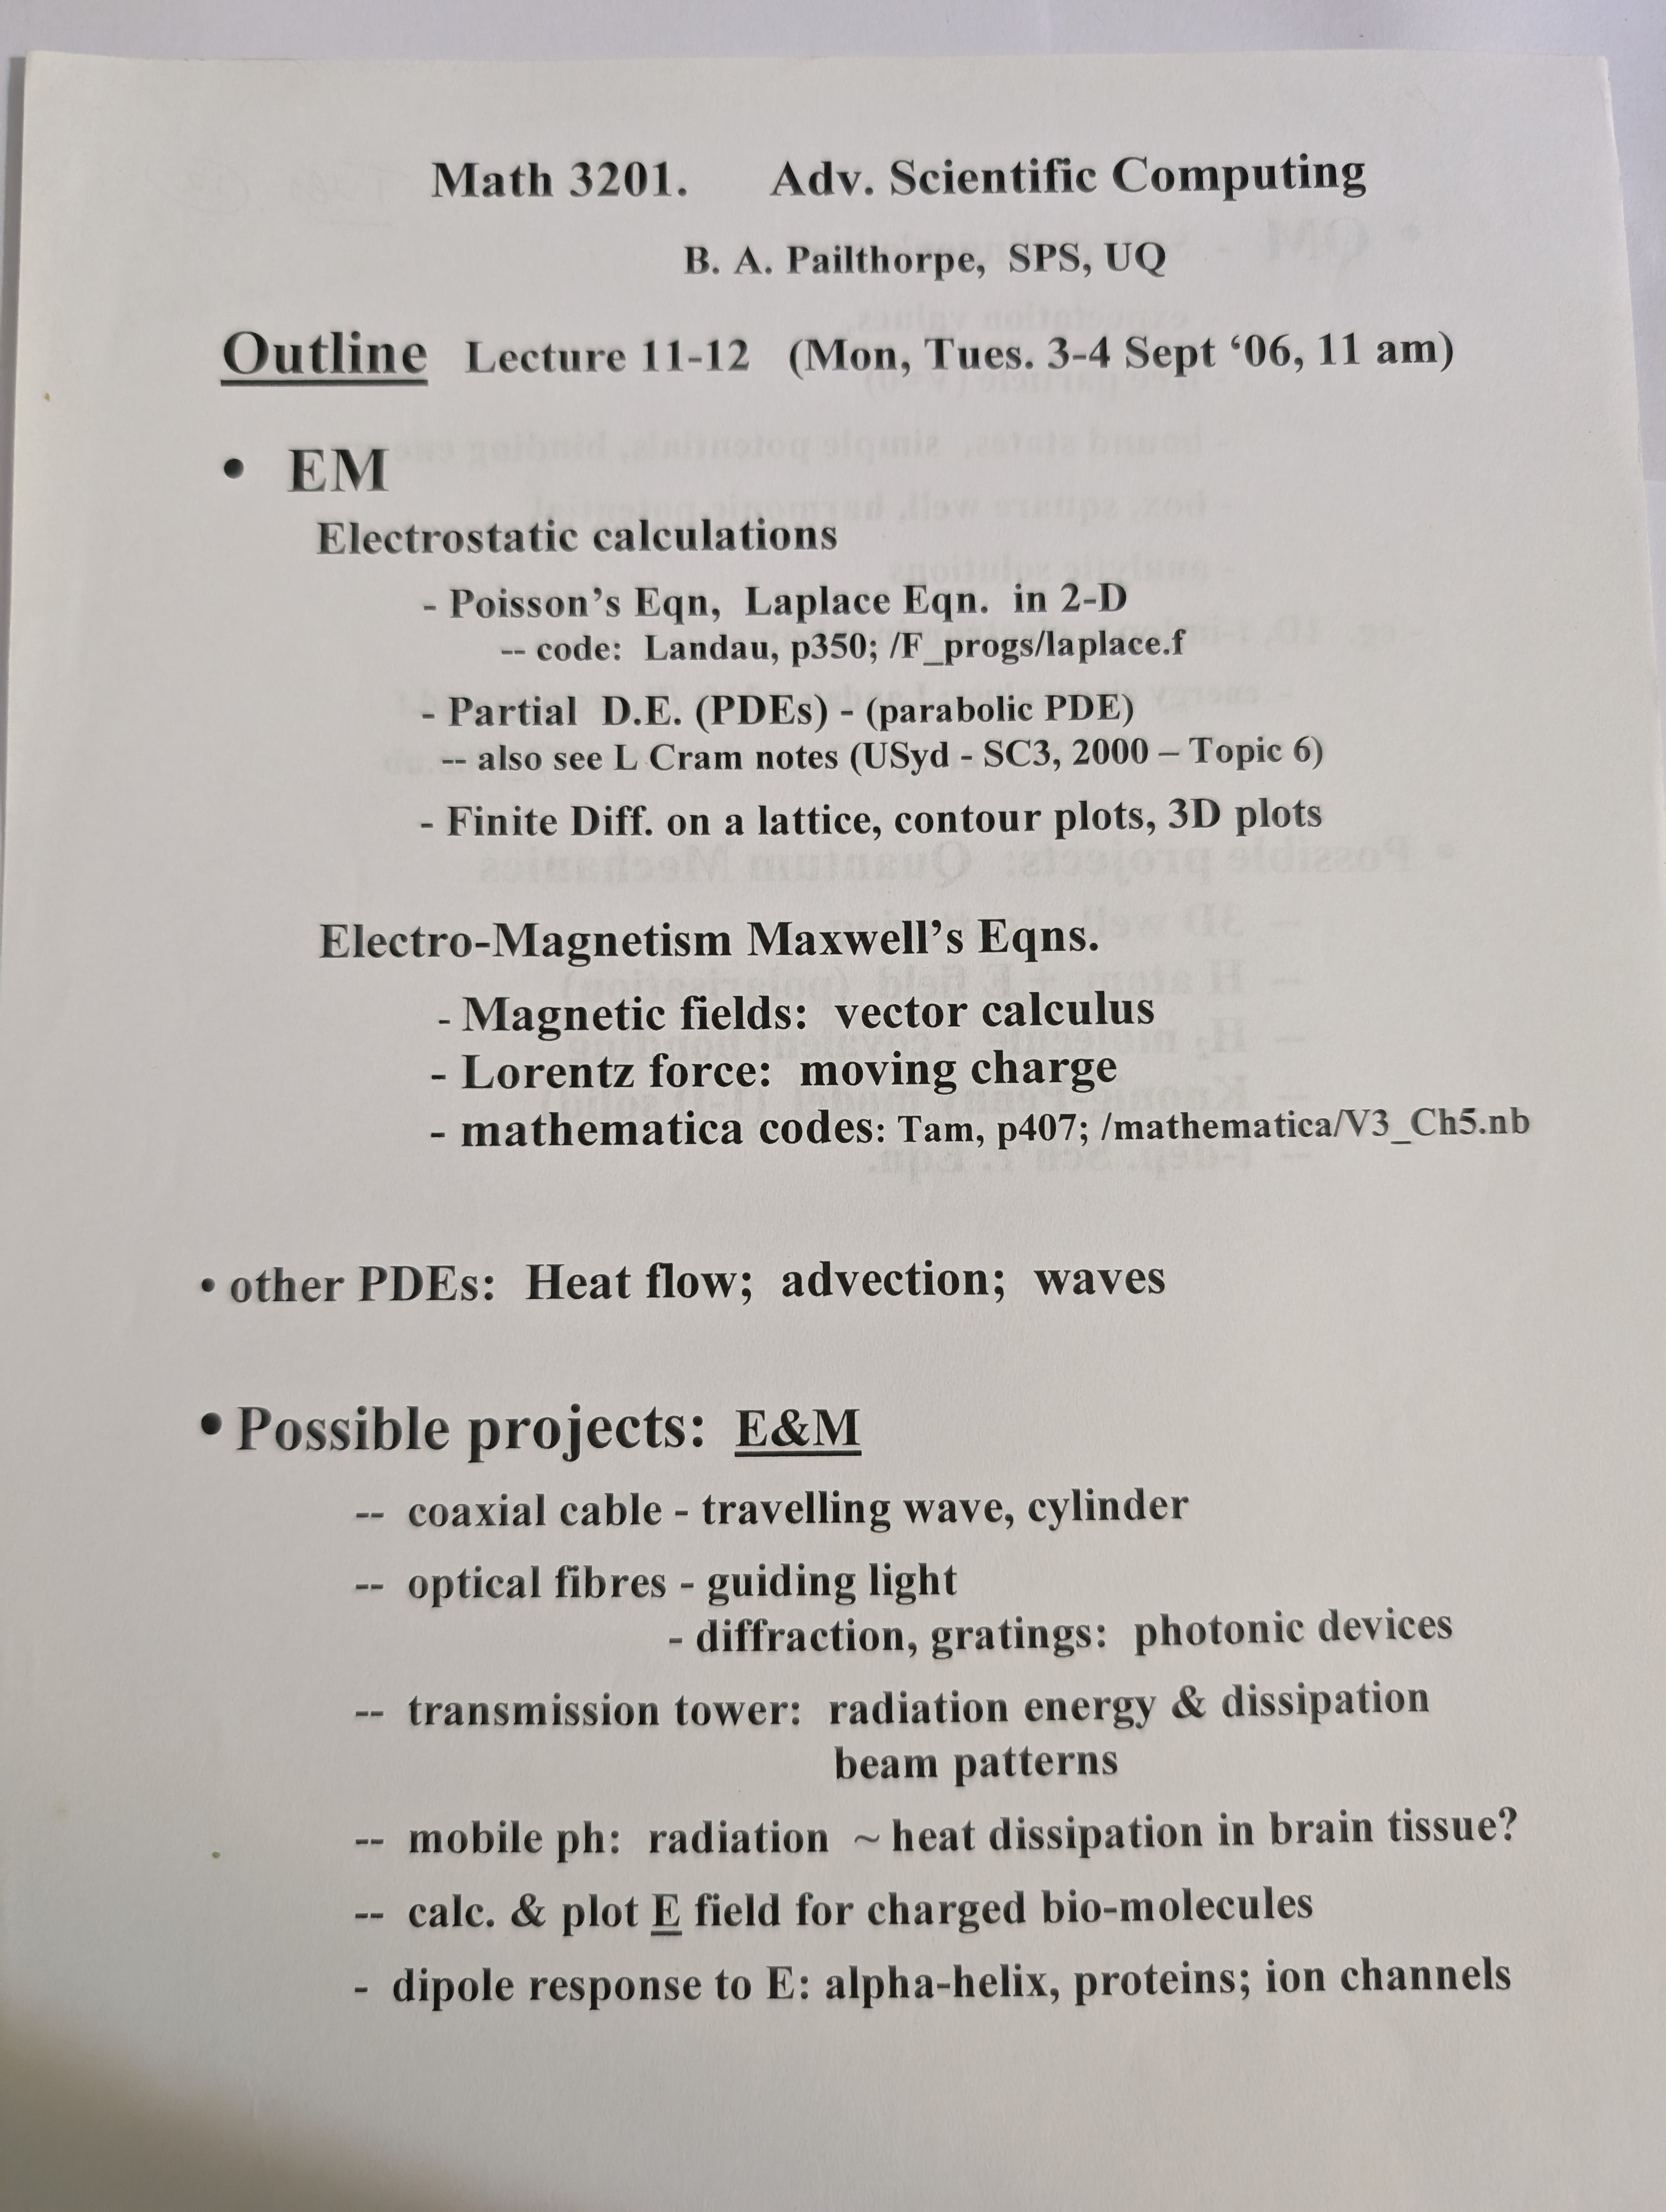 Math 3201. Adv. Scientific Computing
B. A. Pailthorpe, SPS, UQ
Outline Lecture 11-12 (Mon, Tues. 3-4 Sept ‘06, 11 am)
• EM
Electrostatic calculations
- Poisson’s Eqn, Laplace Eqn. in 2-D
-- code: Landau, p350; /F_progs/laplace.f
- Partial D.E. (PDEs) - (parabolic PDE)
-- also see L Cram notes (USyd - SC3, 2000 – Topic 6)
- Finite Diff. on a lattice, contour plots, 3D plots
Electro-Magnetism Maxwell’s Eqns.
- Magnetic fields: vector calculus
- Lorentz force: moving charge
- mathematica codes: Tam, p407; /mathematica/V3_Ch5.nb
• other PDEs: Heat flow; advection; waves
• Possible projects: E&M
-- coaxial cable - travelling wave, cylinder
-- optical fibres - guiding light
- diffraction, gratings: photonic devices
-- transmission tower: radiation energy & dissipation
beam patterns
-- mobile ph: radiation ~ heat dissipation in brain tissue?
-- calc. & plot E field for charged bio-molecules
- dipole response to E: alpha-helix, proteins; ion channels